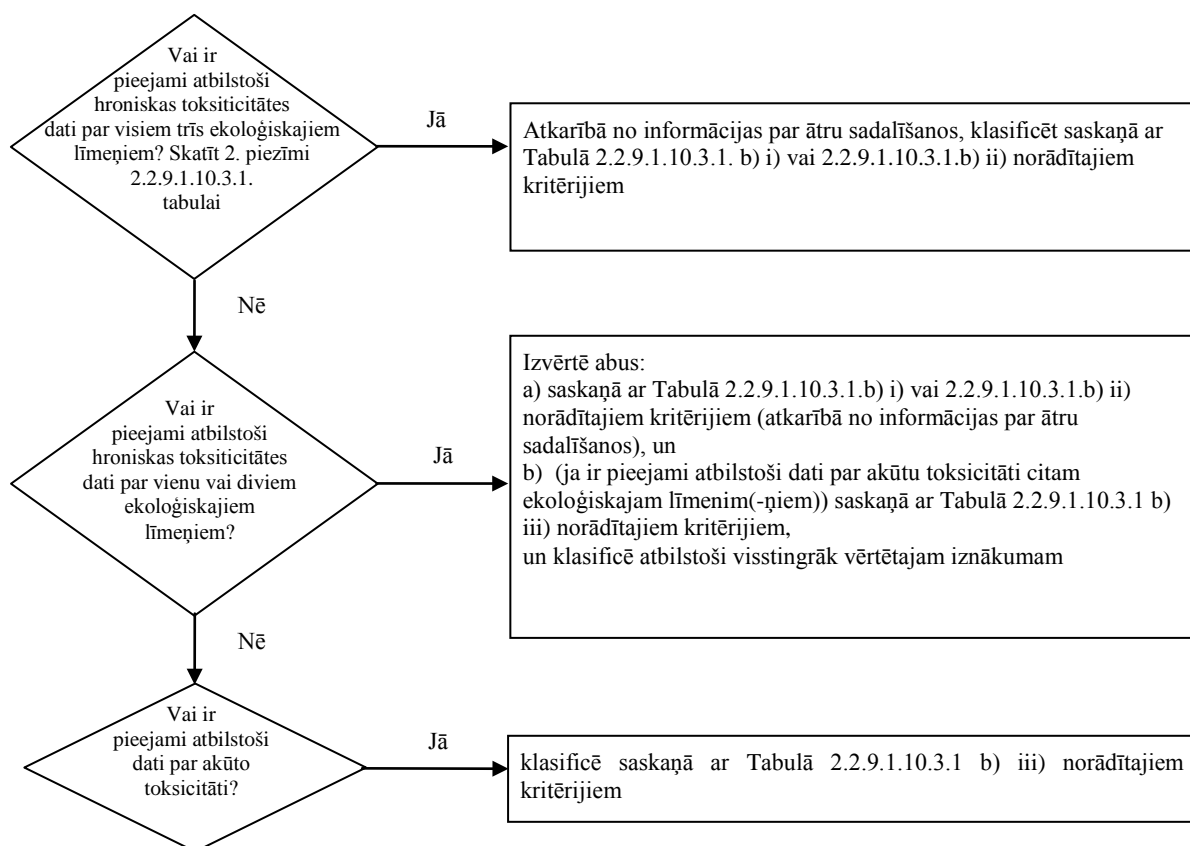 Vai ir
pieejami atbilstoši
hroniskas toksiticitātes
dati par visiem trīs ekoloģiskajiem
līmeņiem? Skatīt 2. piezīmi
2.2.9.1.10.3.1.
tabulai
Jā
Atkarībā no informācijas par ātru sadalīšanos, klasificēt saskaņā ar
Tabulā 2.2.9.1.10.3.1. b) i) vai 2.2.9.1.10.3.1.b) ii) norādītajiem
kritērijiem
Nē
Vai ir
pieejami atbilstoši
hroniskas toksiticitātes
dati par vienu vai diviem
ekoloģiskajiem
līmeņiem?
Jā
Izvērtē abus:
a) saskaņā ar Tabulā 2.2.9.1.10.3.1.b) i) vai 2.2.9.1.10.3.1.b) ii)
norādītajiem kritērijiem (atkarībā no informācijas par ātru
sadalīšanos), un
b) (ja ir pieejami atbilstoši dati par akūtu toksicitāti citam
ekoloģiskajam līmenim(-ņiem)) saskaņā ar Tabulā 2.2.9.1.10.3.1 b)
iii) norādītajiem kritērijiem,
un klasificē atbilstoši visstingrāk vērtētajam iznākumam
Nē
Vai ir
pieejami atbilstoši
dati par akūto
toksicitāti?
Jā
klasificē saskaņā ar Tabulā 2.2.9.1.10.3.1 b) iii) norādītajiem
kritērijiem